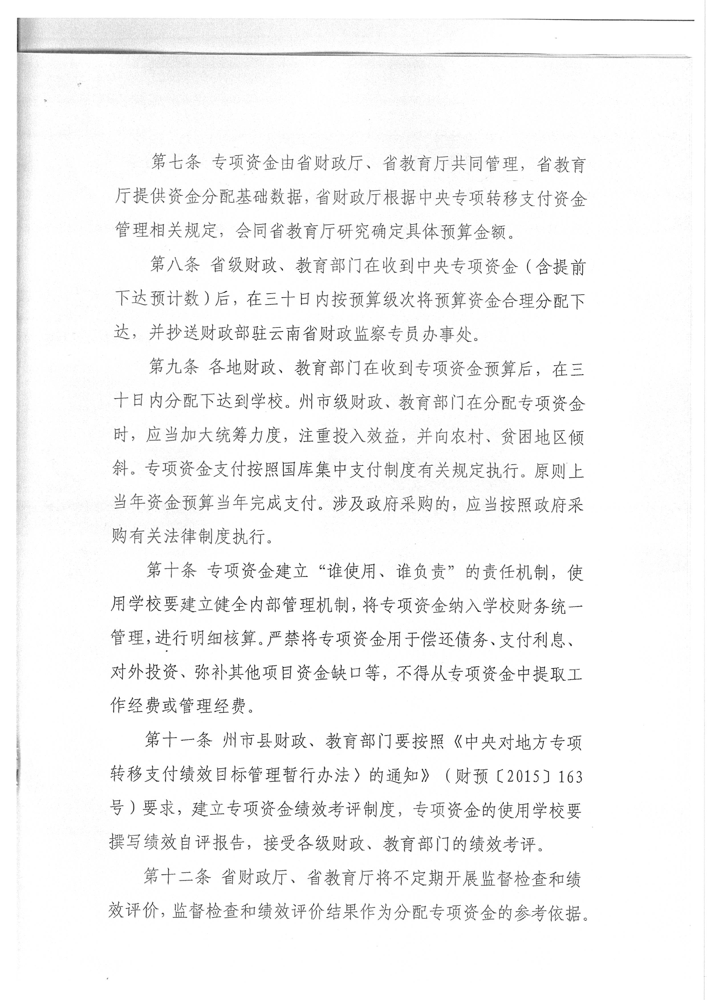 第七条 专项资金由省财政厅、省教育厅共同管理，省教育
厅提供资金分配基础数据，省财政厅根据中央专项转移支付资金
管理相关规定，会同省教育厅研究确定具体预算金额。
第八条 省级财政、教育部门在收到中央专项资金（含提前
下达预计数）后，在三十日内按预算级次将预算资金合理分配下
达，并抄送财政部驻云南省财政监察专员办事处。
第九条 各地财政、教育部门在收到专项资金预算后，在三
十日内分配下达到学校。州市级财政、教育部门在分配专项资金
时，应当加大统筹力度，注重投入效益，并向农村、贫困地区倾
斜。专项资金支付按照国库集中支付制度有关规定执行。原则上
当年资金预算当年完成支付。涉及政府采购的，应当按照政府采
购有关法律制度执行。
第十条 专项资金建立“谁使用、谁负责”的责任机制，使
用学校要建立健全内部管理机制，将专项资金纳入学校财务统一
管理，进行明细核算。严禁将专项资金用于偿还债务、支付利息、
对外投资、弥补其他项目资金缺口等，不得从专项资金中提取工
作经费或管理经费。
第十一条 州市县财政、教育部门要按照《中央对地方专项
转移支付绩效目标管理暂行办法〉的通知》（财预〔2015〕163
号）要求，建立专项资金绩效考评制度，专项资金的使用学校要
撰写绩效自评报告，接受各级财政、教育部门的绩效考评。
第十二条 省财政厅、省教育厅将不定期开展监督检查和绩
效评价，监督检查和绩效评价结果作为分配专项资金的参考依据。